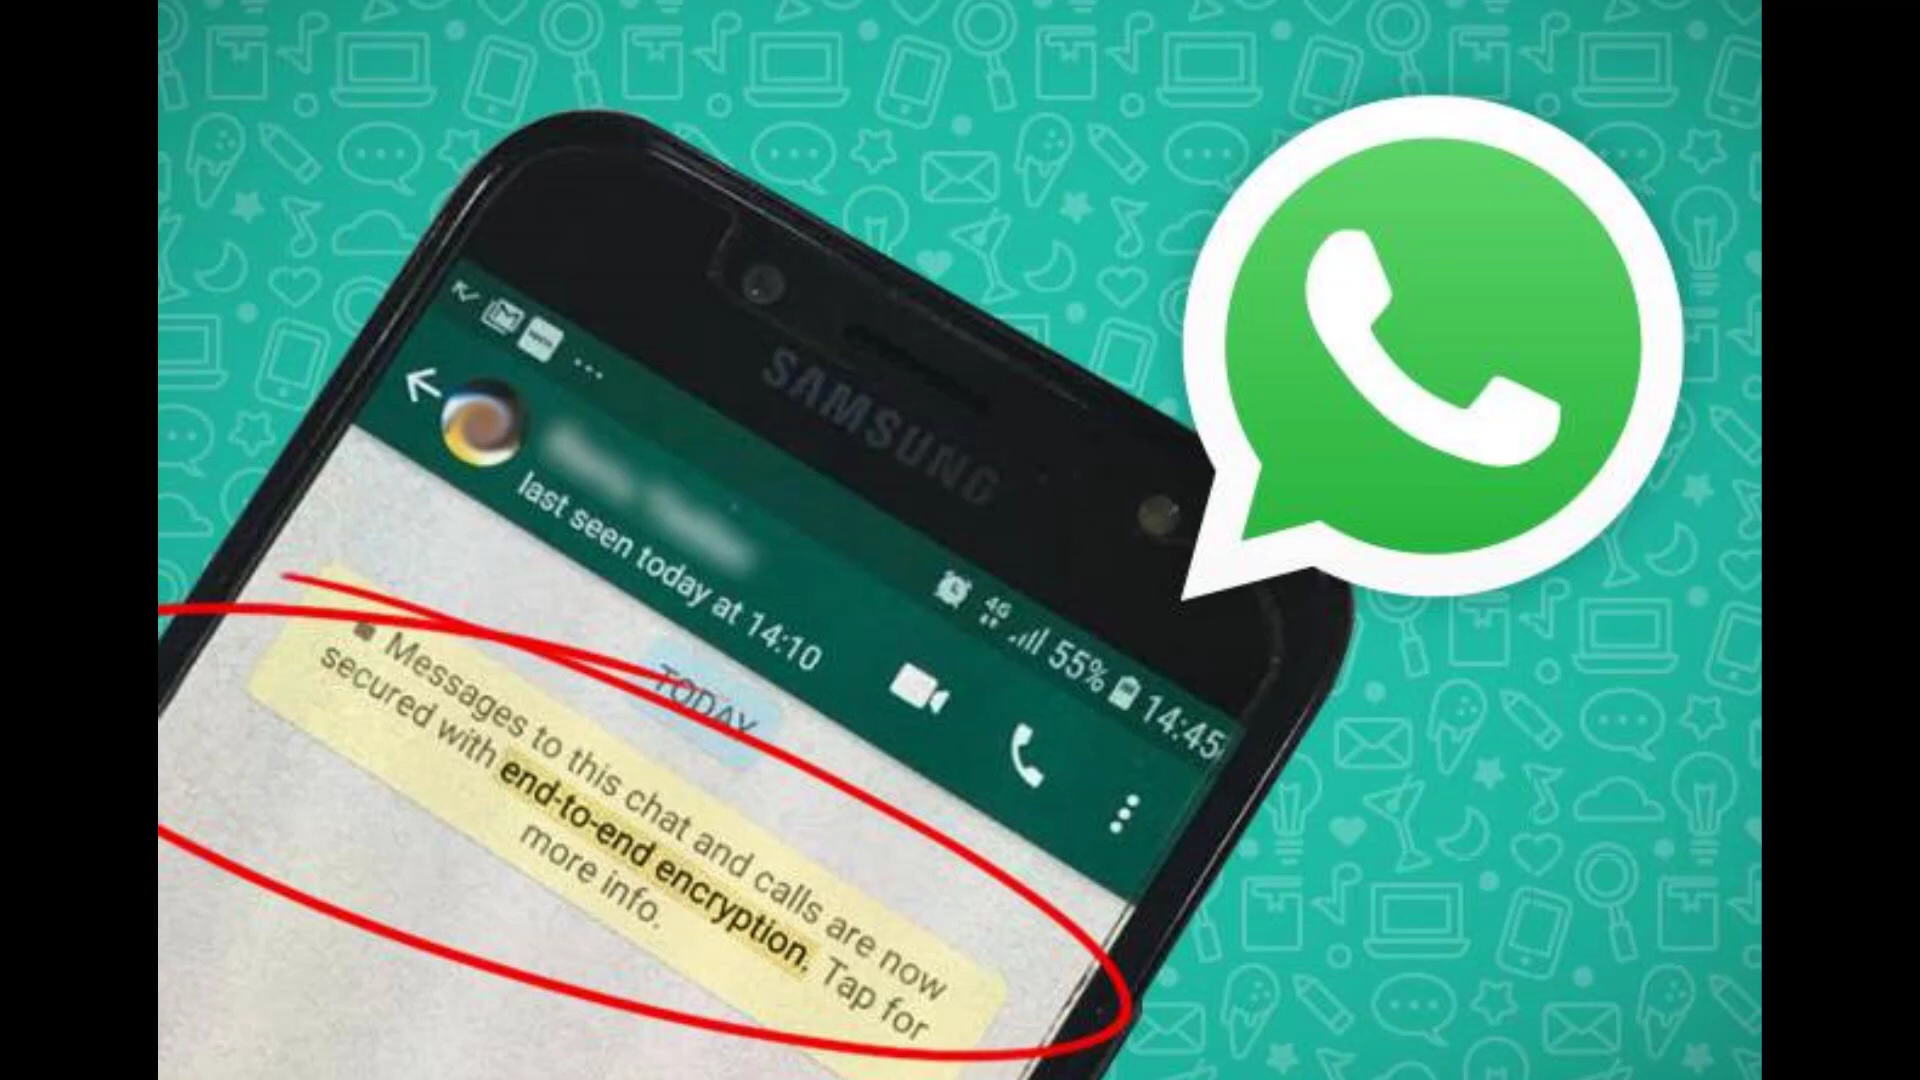 SAMSUNG
4G 55% 14:45
last seen today at 14:10
TODAY
Messages to this chat and calls are now
secured with end-to-end encryption. Tap for
more info.